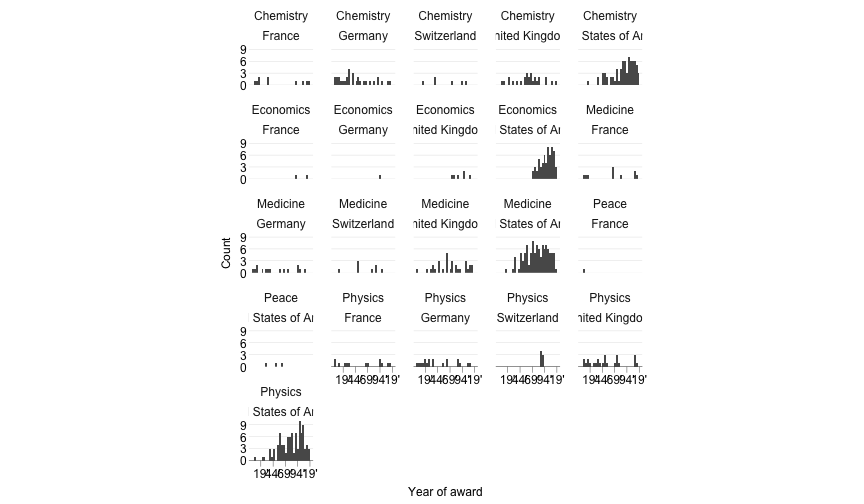 Chemistry Chemistry Chemistry Chemistry Chemistry
France Germany Switzerland nited Kingdo States of Ar
9
6
3
0
Economics Economics Economics Economics Medicine
France Germany nited Kingdo States of Ar France
9
6
3
0
Medicine Medicine Medicine Medicine Peace
Germany Switzerland nited Kingdo States of Ar France
9
6
3
0
Count
Peace Physics Physics Physics Physics
States of Ar France Germany Switzerland nited Kingdo
9
6
3
0
Physics
States of Ar
9
6
3
0
Year of award